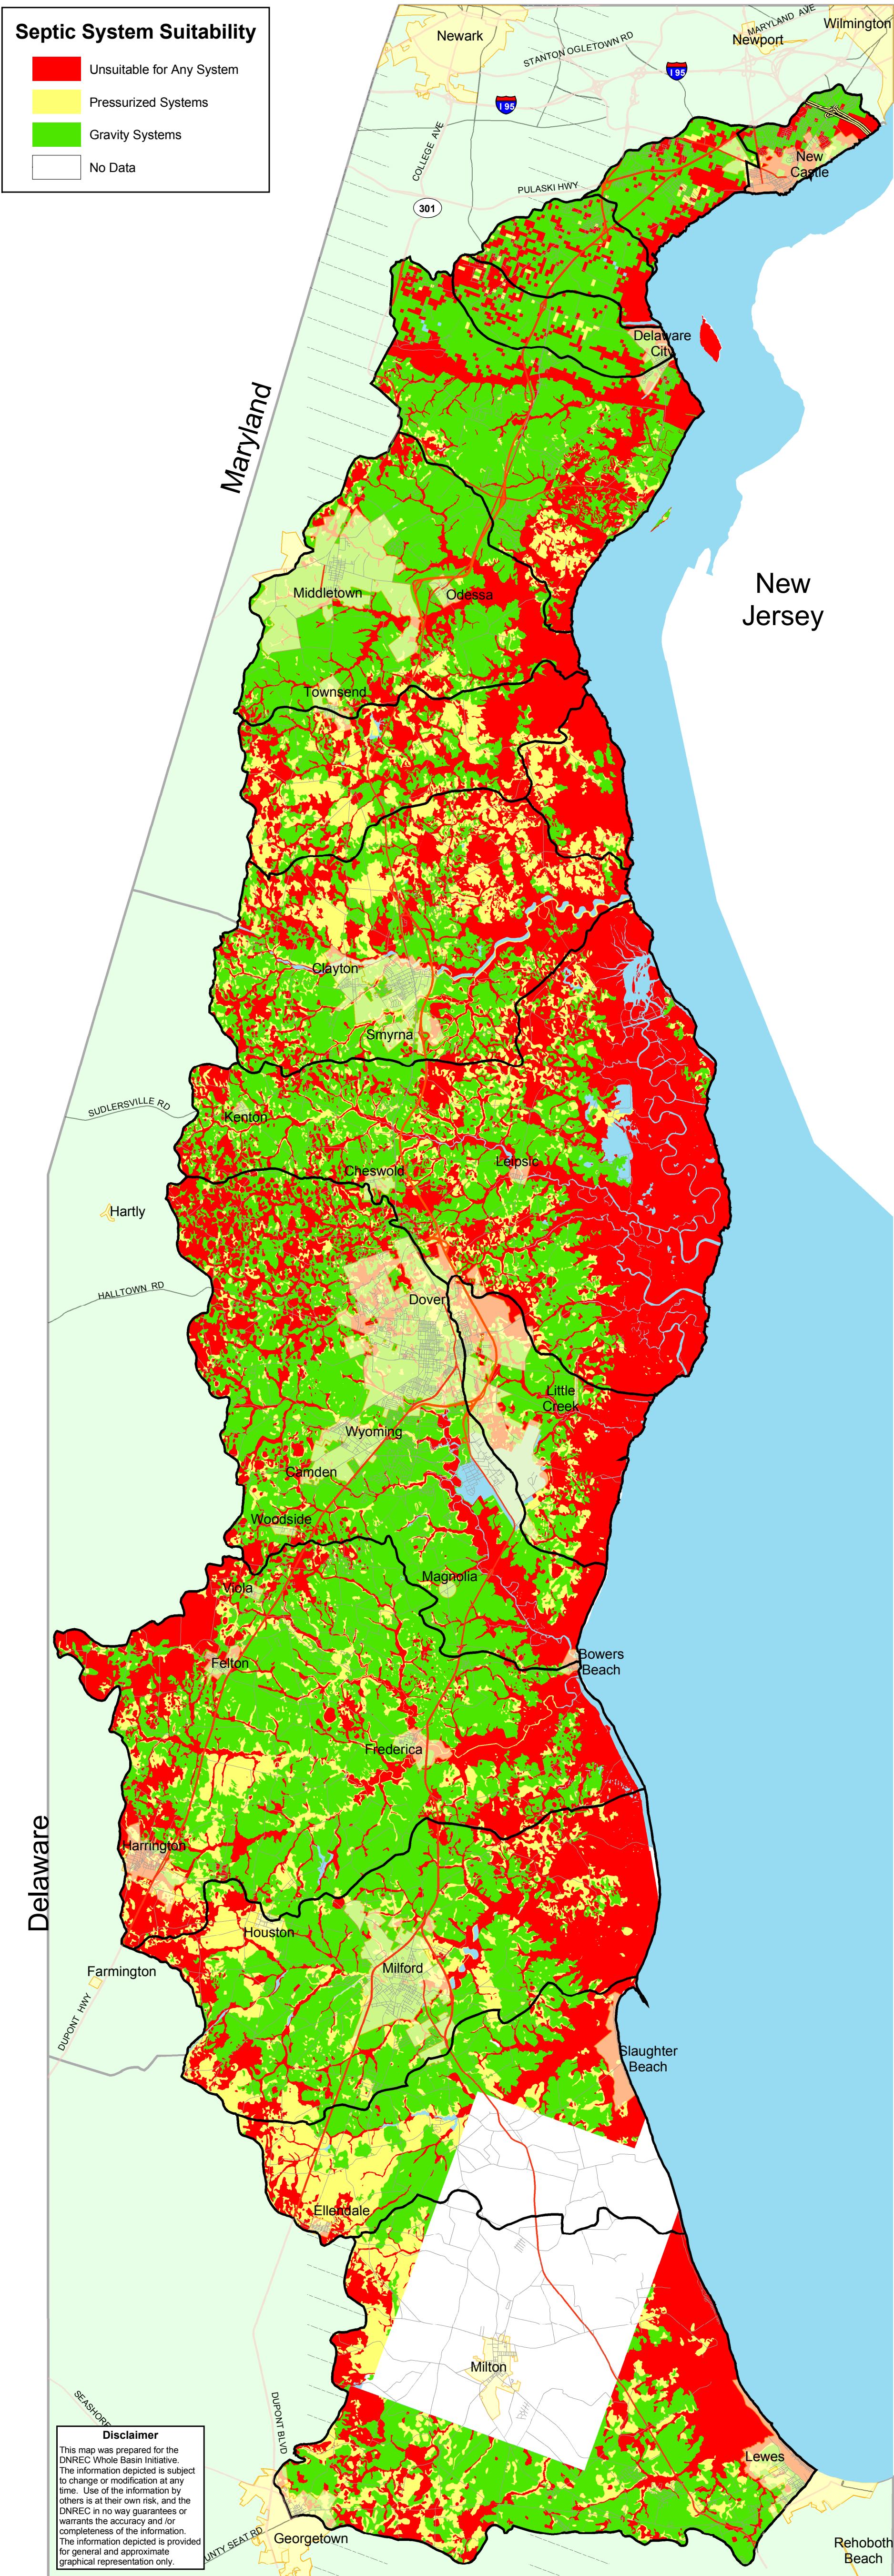 Septic System Suitability
Unsuitable for Any System
Pressurized Systems
Gravity Systems
No Data
Newark
STANTON OGLETOWN RD
MARYLAND AVE
Newport
Wilmington
I 95
I 95
COLLEGE AVE
New
Castle
PULASKI HWY
301
Delaware
City
Maryland
New
Jersey
Middletown
Odessa
Townsend
Clayton
Smyrna
SUDLERSVILLE RD
Kenton
Cheswold
Leipsic
Hartly
HALLTOWN RD
Dover
Little
Creek
Wyoming
Camden
Woodside
Magnolia
Viola
Felton
Bowers
Beach
Frederica
Delaware
Harrington
Houston
Farmington
Milford
DUPONT HWY
Slaughter
Beach
Ellendale
Milton
SEASHORE
DUPONT BLVD
Lewes
Georgetown
UNTY SEAT RD
Rehoboth
Beach
Disclaimer
This map was prepared for the
DNREC Whole Basin Initiative.
The information depicted is subject
to change or modification at any
time.  Use of the information by
others is at their own risk, and the
DNREC in no way guarantees or
warrants the accuracy and /or
completeness of the information.
The information depicted is provided
for general and approximate
graphical representation only.